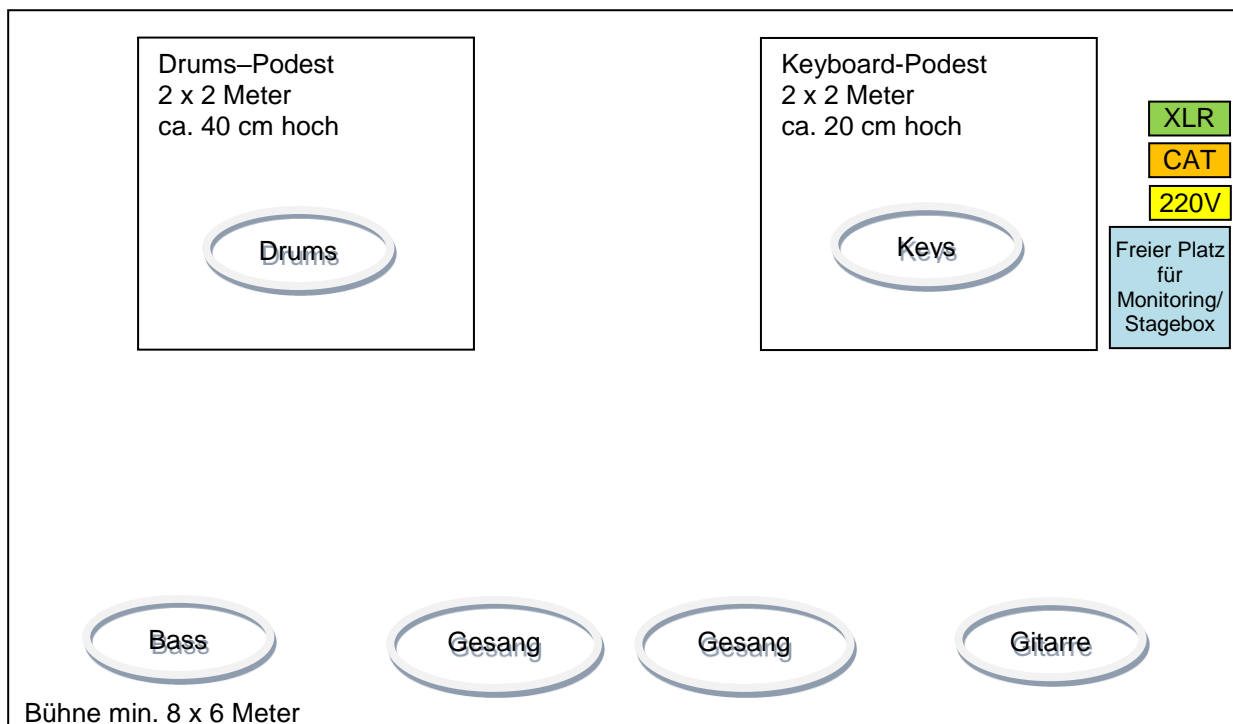 Drums–Podest
2 x 2 Meter
ca. 40 cm hoch
Drums
Keyboard-Podest
2 x 2 Meter
ca. 20 cm hoch
Keys
XLR
CAT
220V
Freier Platz
für
Monitoring/
Stagebox
Bass
Gesang
Gesang
Gitarre
Bühne min. 8 x 6 Meter